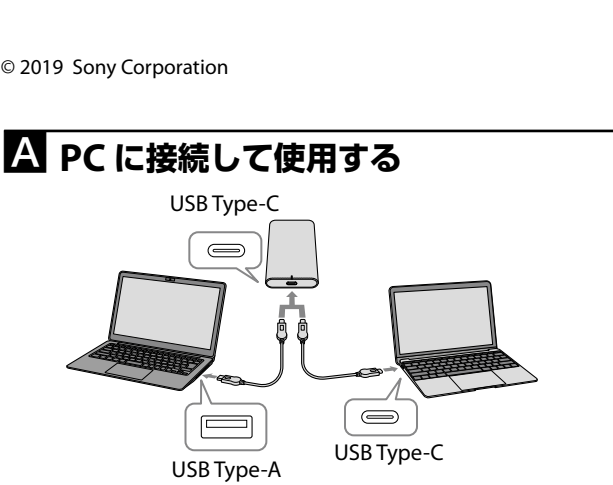 © 2019 Sony Corporation
A PC に接続して使用する
USB Type-C
USB Type-C
USB Type-A